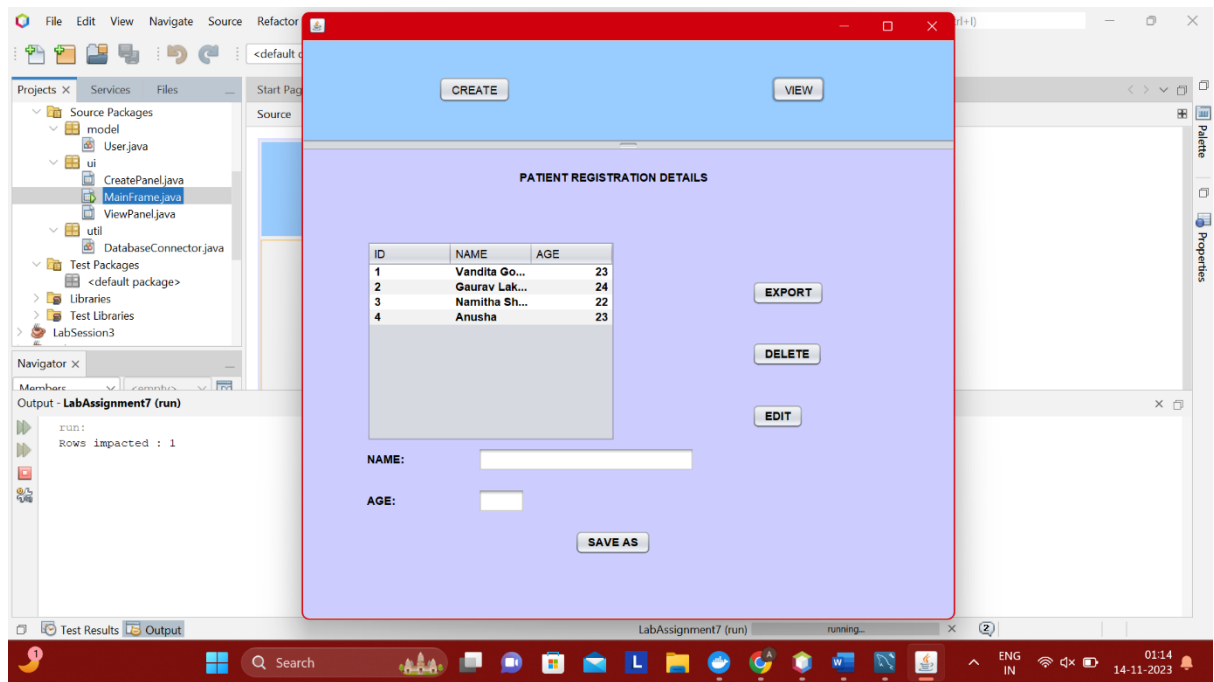 File Edit View Navigate Source Refactor
rl+I)
<default c
Projects Services Files
Start Pag
Source
Source Packages
model
User.java
ui
CreatePanel.java
MainFrame.java
ViewPanel.java
util
DatabaseConnector.java
Test Packages
<default package>
Libraries
Test Libraries
LabSession3
Navigator
Members <empty>
CREATE VIEW
PATIENT REGISTRATION DETAILS
ID NAME AGE
1 Vandita Go... 23
2 Gaurav Lak... 24
3 Namitha Sh... 22
4 Anusha 23
EXPORT
DELETE
EDIT
NAME:
AGE:
SAVE AS
Palette
Properties
Output - LabAssignment7 (run)
run:
Rows impacted : 1
Test Results Output
LabAssignment7 (run) running... 2
1 Search L W ENG
IN
01:14
14-11-2023